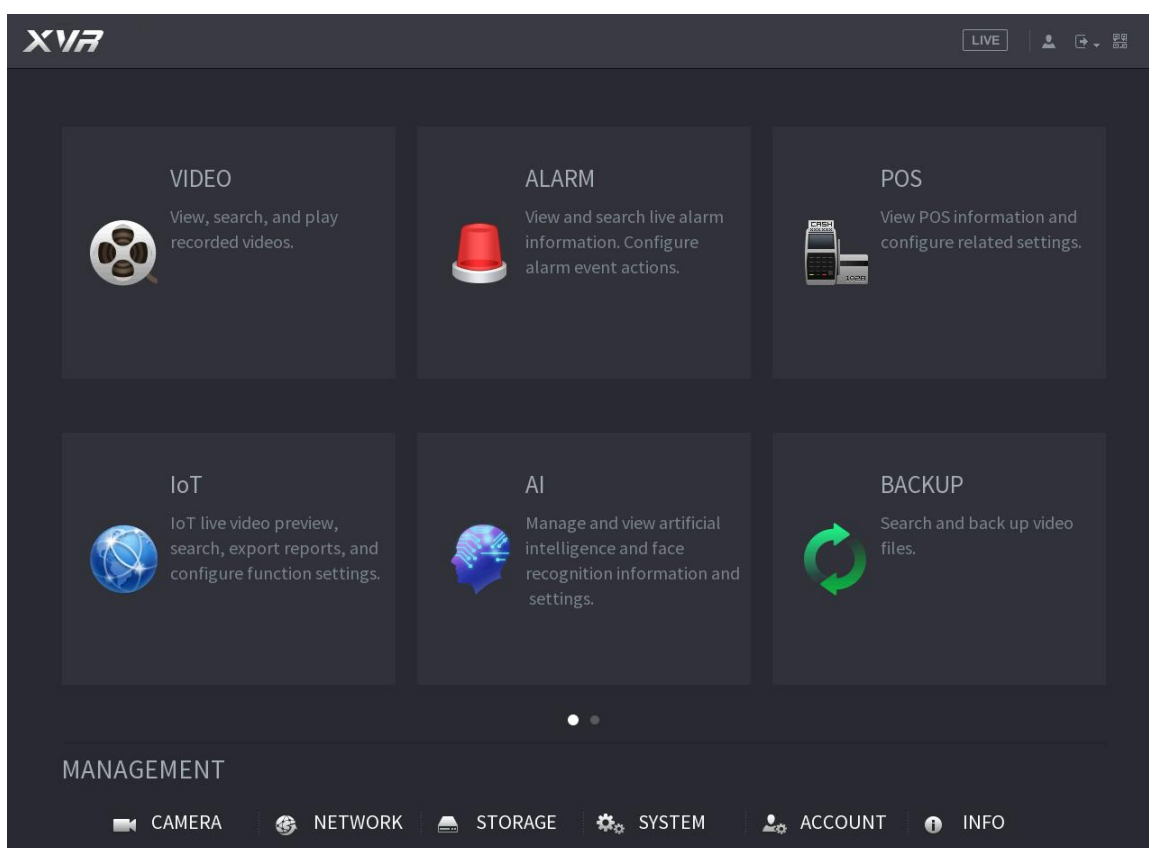 XVR
LIVE
VIDEO
View, search, and play
recorded videos.
ALARM
View and search live alarm
information. Configure
alarm event actions.
POS
View POS information and
configure related settings.
CASH
IoT
IoT live video preview,
search, export reports, and
configure function settings.
AI
Manage and view artificial
intelligence and face
recognition information and
settings.
BACKUP
Search and back up video
files.
MANAGEMENT
CAMERA NETWORK STORAGE SYSTEM ACCOUNT INFO